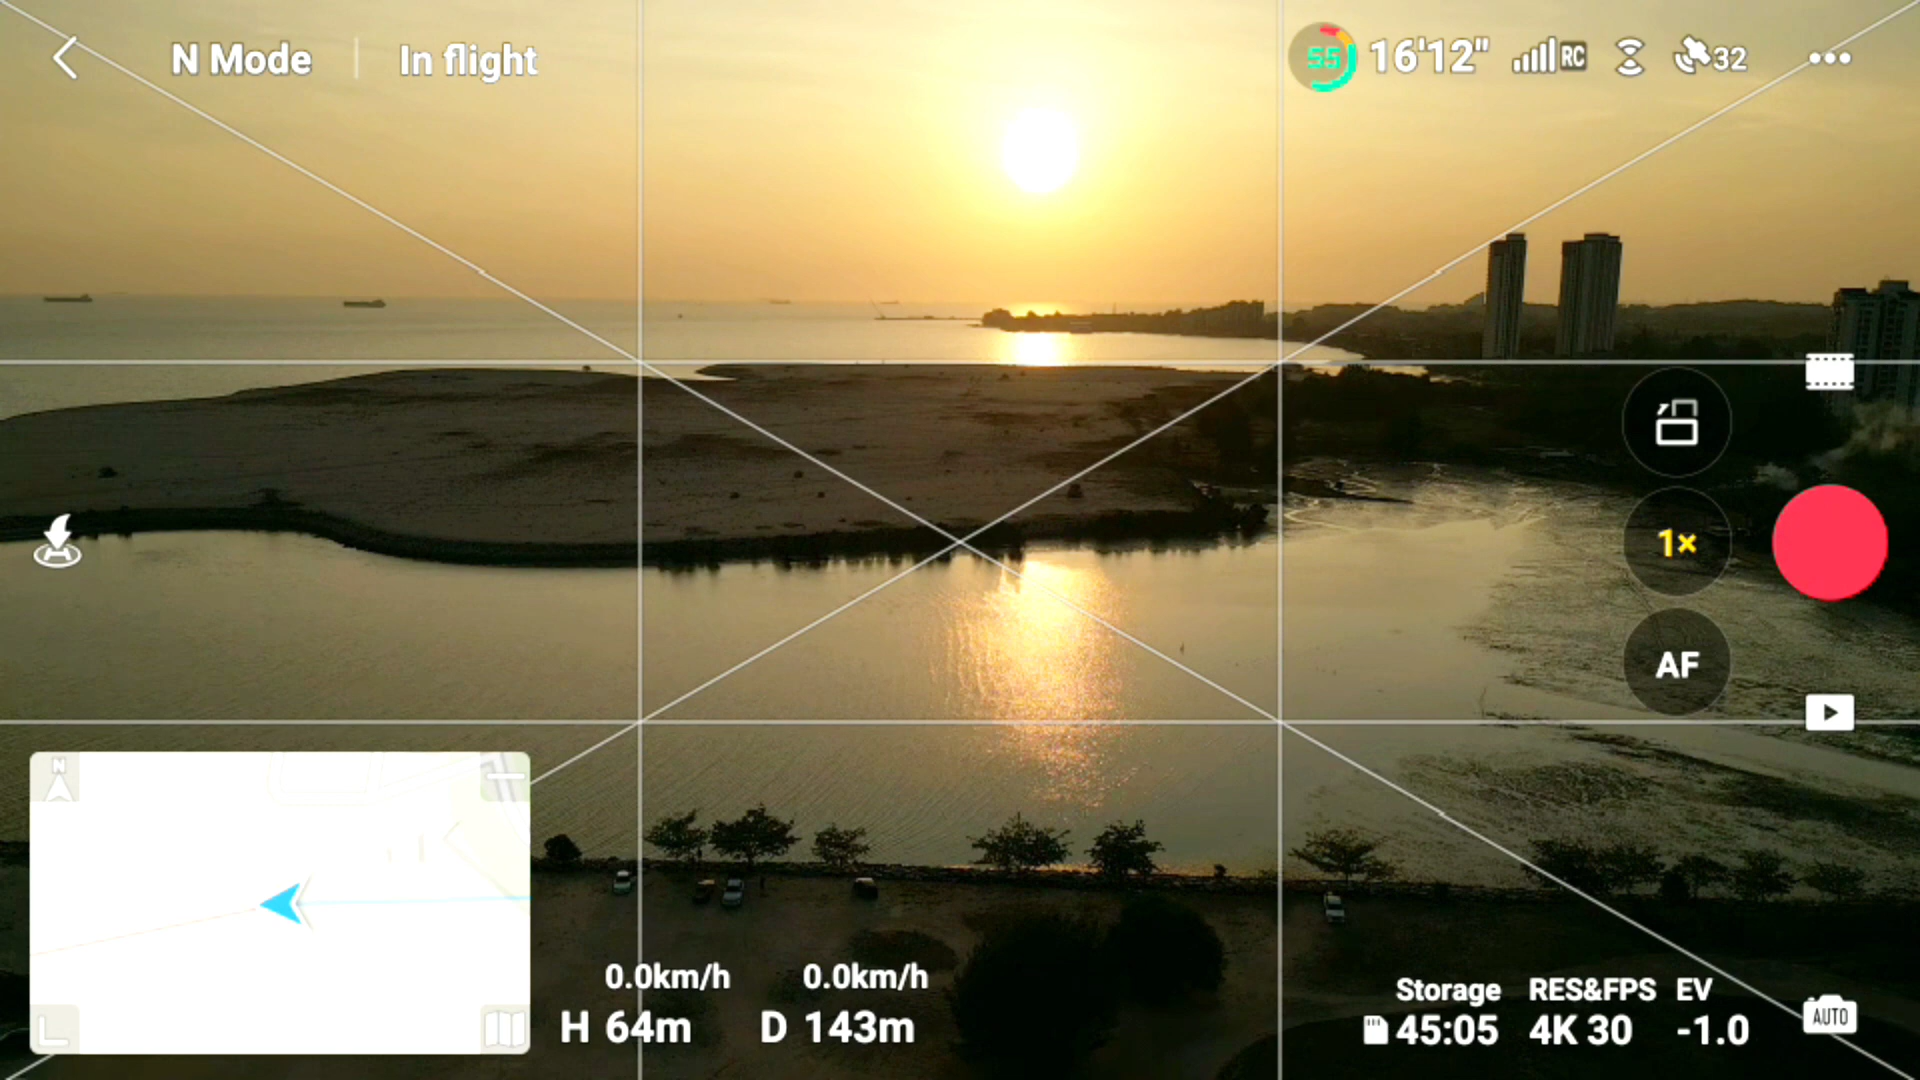 N Mode | In flight
55 16'12" RC 32
1×
AF
N
0.0km/h 0.0km/h
H 64m D 143m
Storage RES&FPS EV
45:05 4K 30 -1.0
AUTO